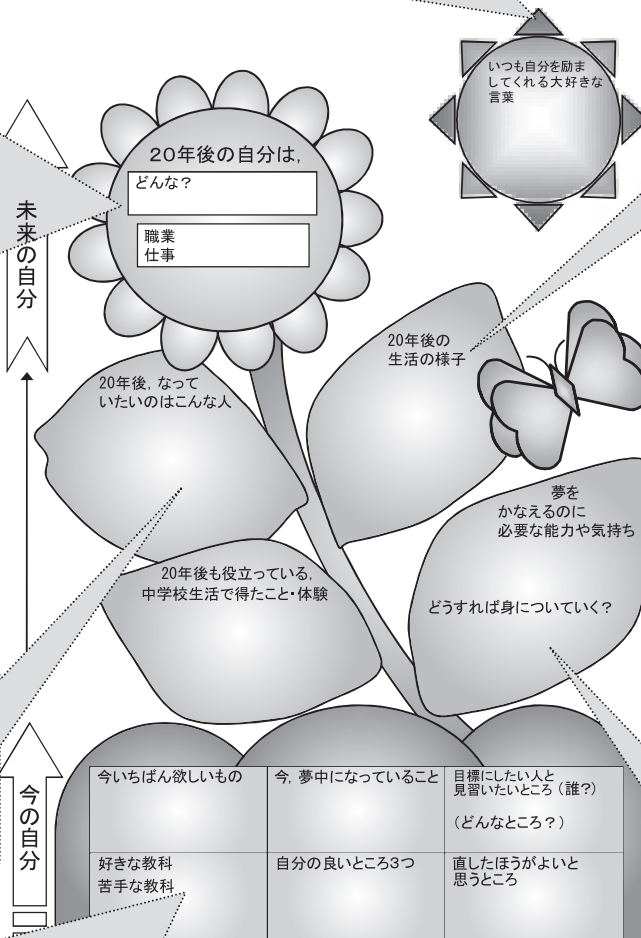 いつも自分を励ま
してくれる大好きな
言葉
20年後の自分は,
どんな?
職業
仕事
未来の自分
20年後の
生活の様子
20年後,なって
いたいのはこんな人
夢を
かなえるのに
必要な能力や気持ち
どうすれば身についていく?
20年後も役立っている,
中学校生活で得たこと・体験
今の自分
今いちばん欲しいもの
今,夢中になっていること
目標にしたい人と
見習いたいところ(誰?)
(どんなところ?)
好きな教科
苦手な教科
自分の良いところ3つ
直したほうがよいと
思うところ